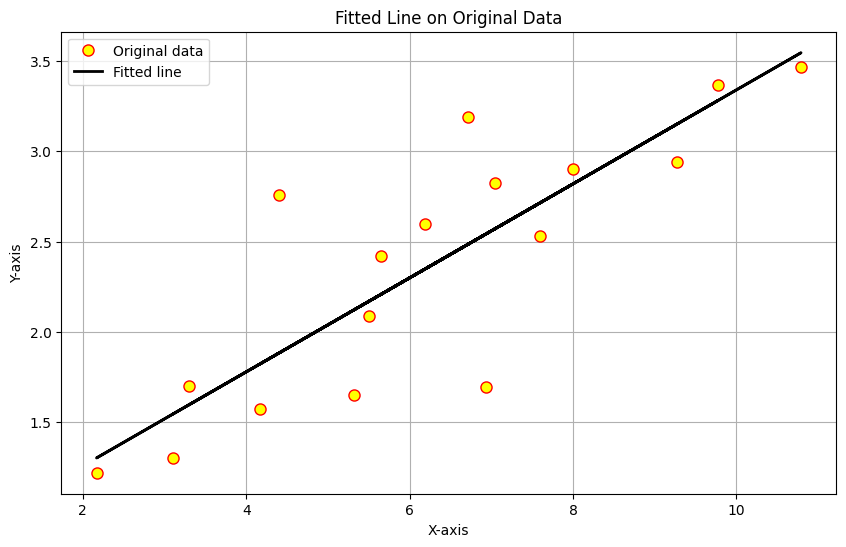 Fitted Line on Original Data
Original data
Fitted line
3.5
3.0
2.5
2.0
1.5
Y-axis
2 4 6 8 10
X-axis